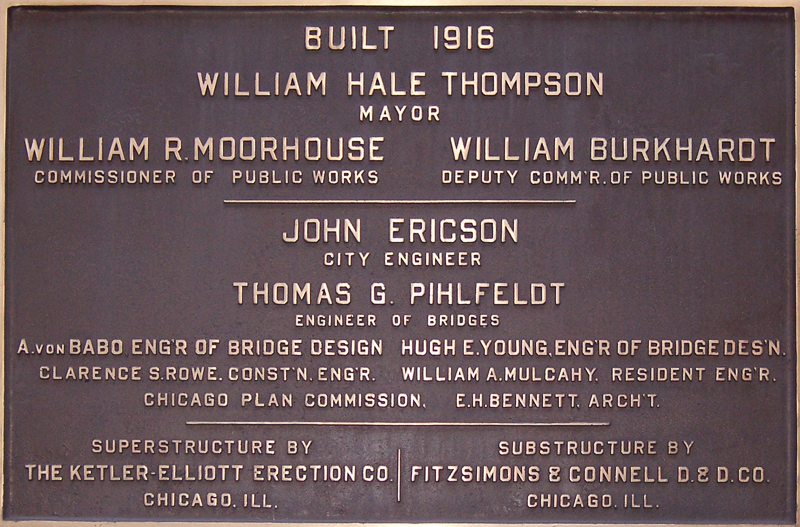 BUILT 1916
WILLIAM HALE THOMPSON
MAYOR
WILLIAM R. MOORHOUSE WILLIAM BURKHARDT
COMMISSIONER OF PUBLIC WORKS DEPUTY COMM'R. OF PUBLIC WORKS
JOHN ERICSON
CITY ENGINEER
THOMAS G. PIHLFELDT
ENGINEER OF BRIDGES
A. VON BABO, ENG'R OF BRIDGE DESIGN HUGH E. YOUNG, ENG'R OF BRIDGE DES'N.
CLARENCE S. ROWE, CONST'N. ENG'R. WILLIAM A. MULCAHY, RESIDENT ENG'R.
CHICAGO PLAN COMMISSION, E.H. BENNETT, ARCH'T.
SUPERSTRUCTURE BY SUBSTRUCTURE BY
THE KETLER-ELLIOTT ERECTION CO. FITZSIMONS & CONNELL D. & D. CO.
CHICAGO, ILL. CHICAGO, ILL.